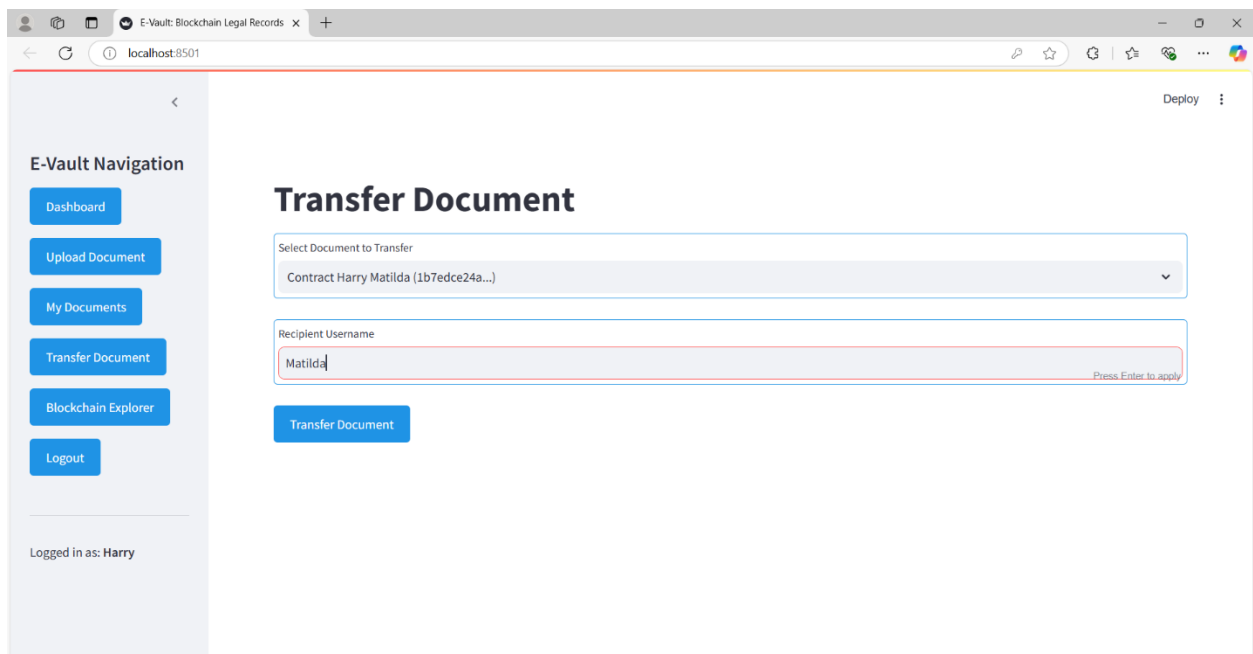 E-Vault: Blockchain Legal Records
localhost:8501
Deploy
E-Vault Navigation
Dashboard
Upload Document
My Documents
Transfer Document
Blockchain Explorer
Logout
Logged in as: Harry
Transfer Document
Select Document to Transfer
Contract Harry Matilda (1b7edce24a...)
Recipient Username
Matilda
Press Enter to apply
Transfer Document